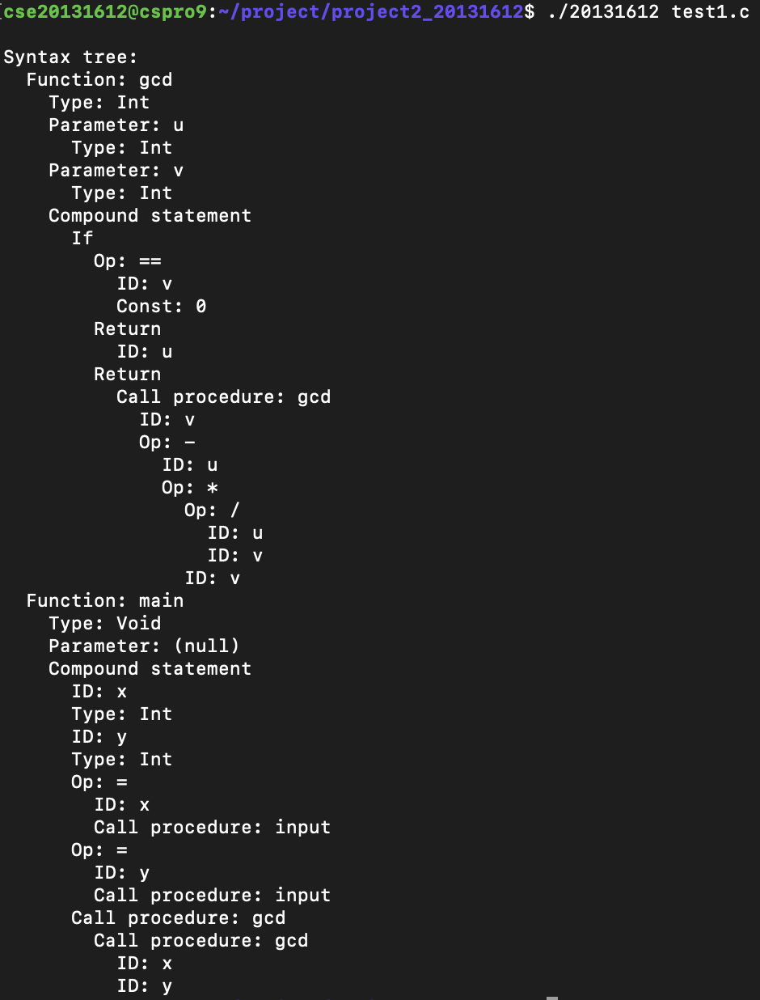 cse20131612@cspro9:~/project/project2_20131612$ ./20131612 test1.c
Syntax tree:
  Function: gcd
    Type: Int
    Parameter: u
      Type: Int
    Parameter: v
      Type: Int
    Compound statement
      If
        Op: ==
          ID: v
          Const: 0
        Return
          ID: u
        Return
          Call procedure: gcd
            ID: v
            Op: -
              ID: u
              Op: *
                Op: /
                  ID: u
                  ID: v
                ID: v
  Function: main
    Type: Void
    Parameter: (null)
    Compound statement
      ID: x
      Type: Int
      ID: y
      Type: Int
      Op: =
        ID: x
        Call procedure: input
      Op: =
        ID: y
        Call procedure: input
      Call procedure: gcd
        Call procedure: gcd
          ID: x
          ID: y